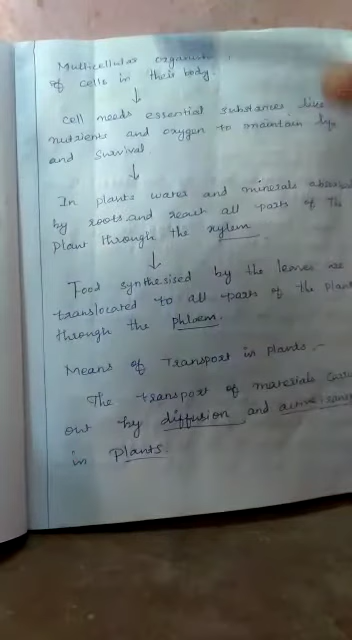 Multicellular organisms
of cells in their body.
↓
Cell needs essential substances like
nutrients and oxygen to maintain life
and survival.
↓
In plants water and minerals absorbed
by roots and reach all parts of the
plant through the xylem
↓
Food synthesised by the leaves are
translocated to all parts of the plant
through the phloem.
Means of Transport in plants :-
The transport of materials
out by diffusion and active
in Plants.